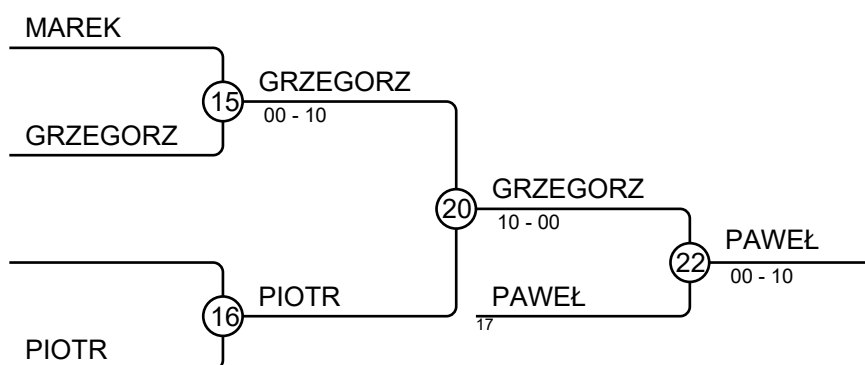 MAREK
GRZEGORZ
15
00 - 10
GRZEGORZ
GRZEGORZ
20
10 - 00
PAWEŁ
22
00 - 10
PIOTR
16
PAWEŁ
17
PIOTR